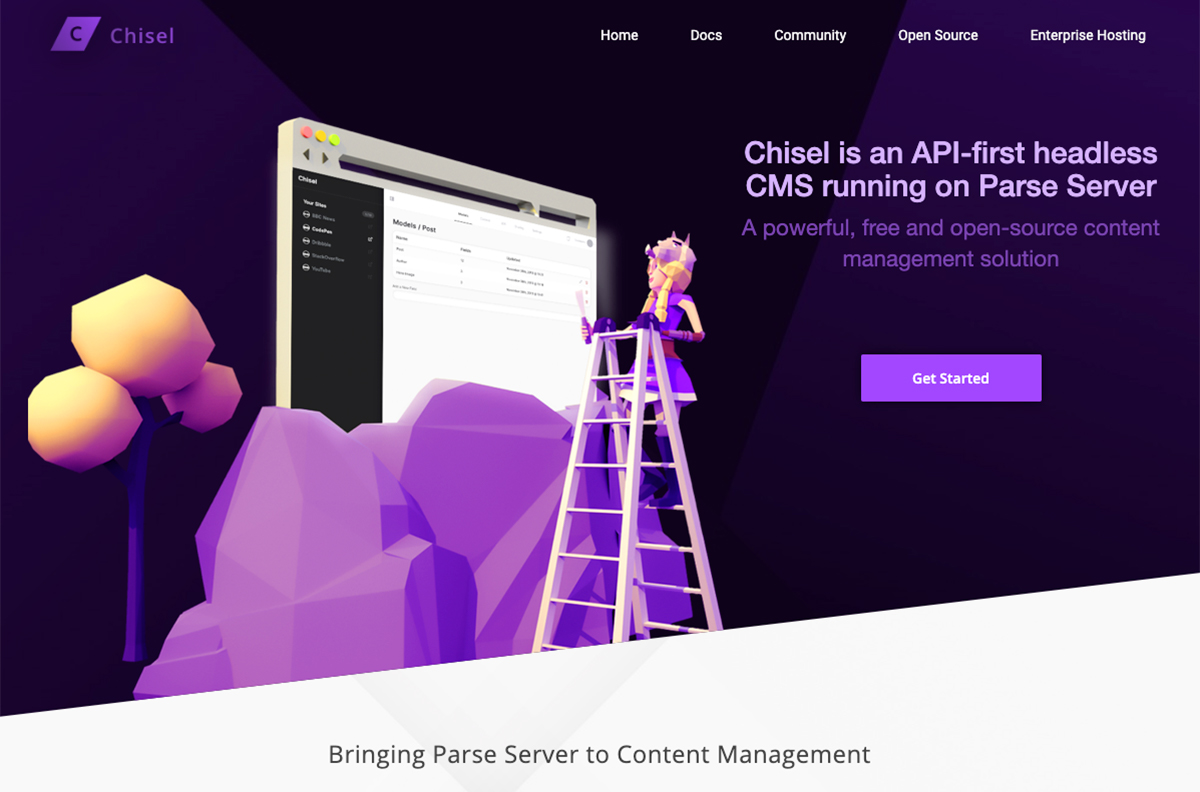 C Chisel
Home Docs Community Open Source Enterprise Hosting
Chisel is an API-first headless
CMS running on Parse Server
A powerful, free and open-source content
management solution
Get Started
Chisel
Your Sites
BBC News
CodePen
Dribbble
StackOverflow
YouTube
Models / Post
Name
Fields
Updated
Bringing Parse Server to Content Management